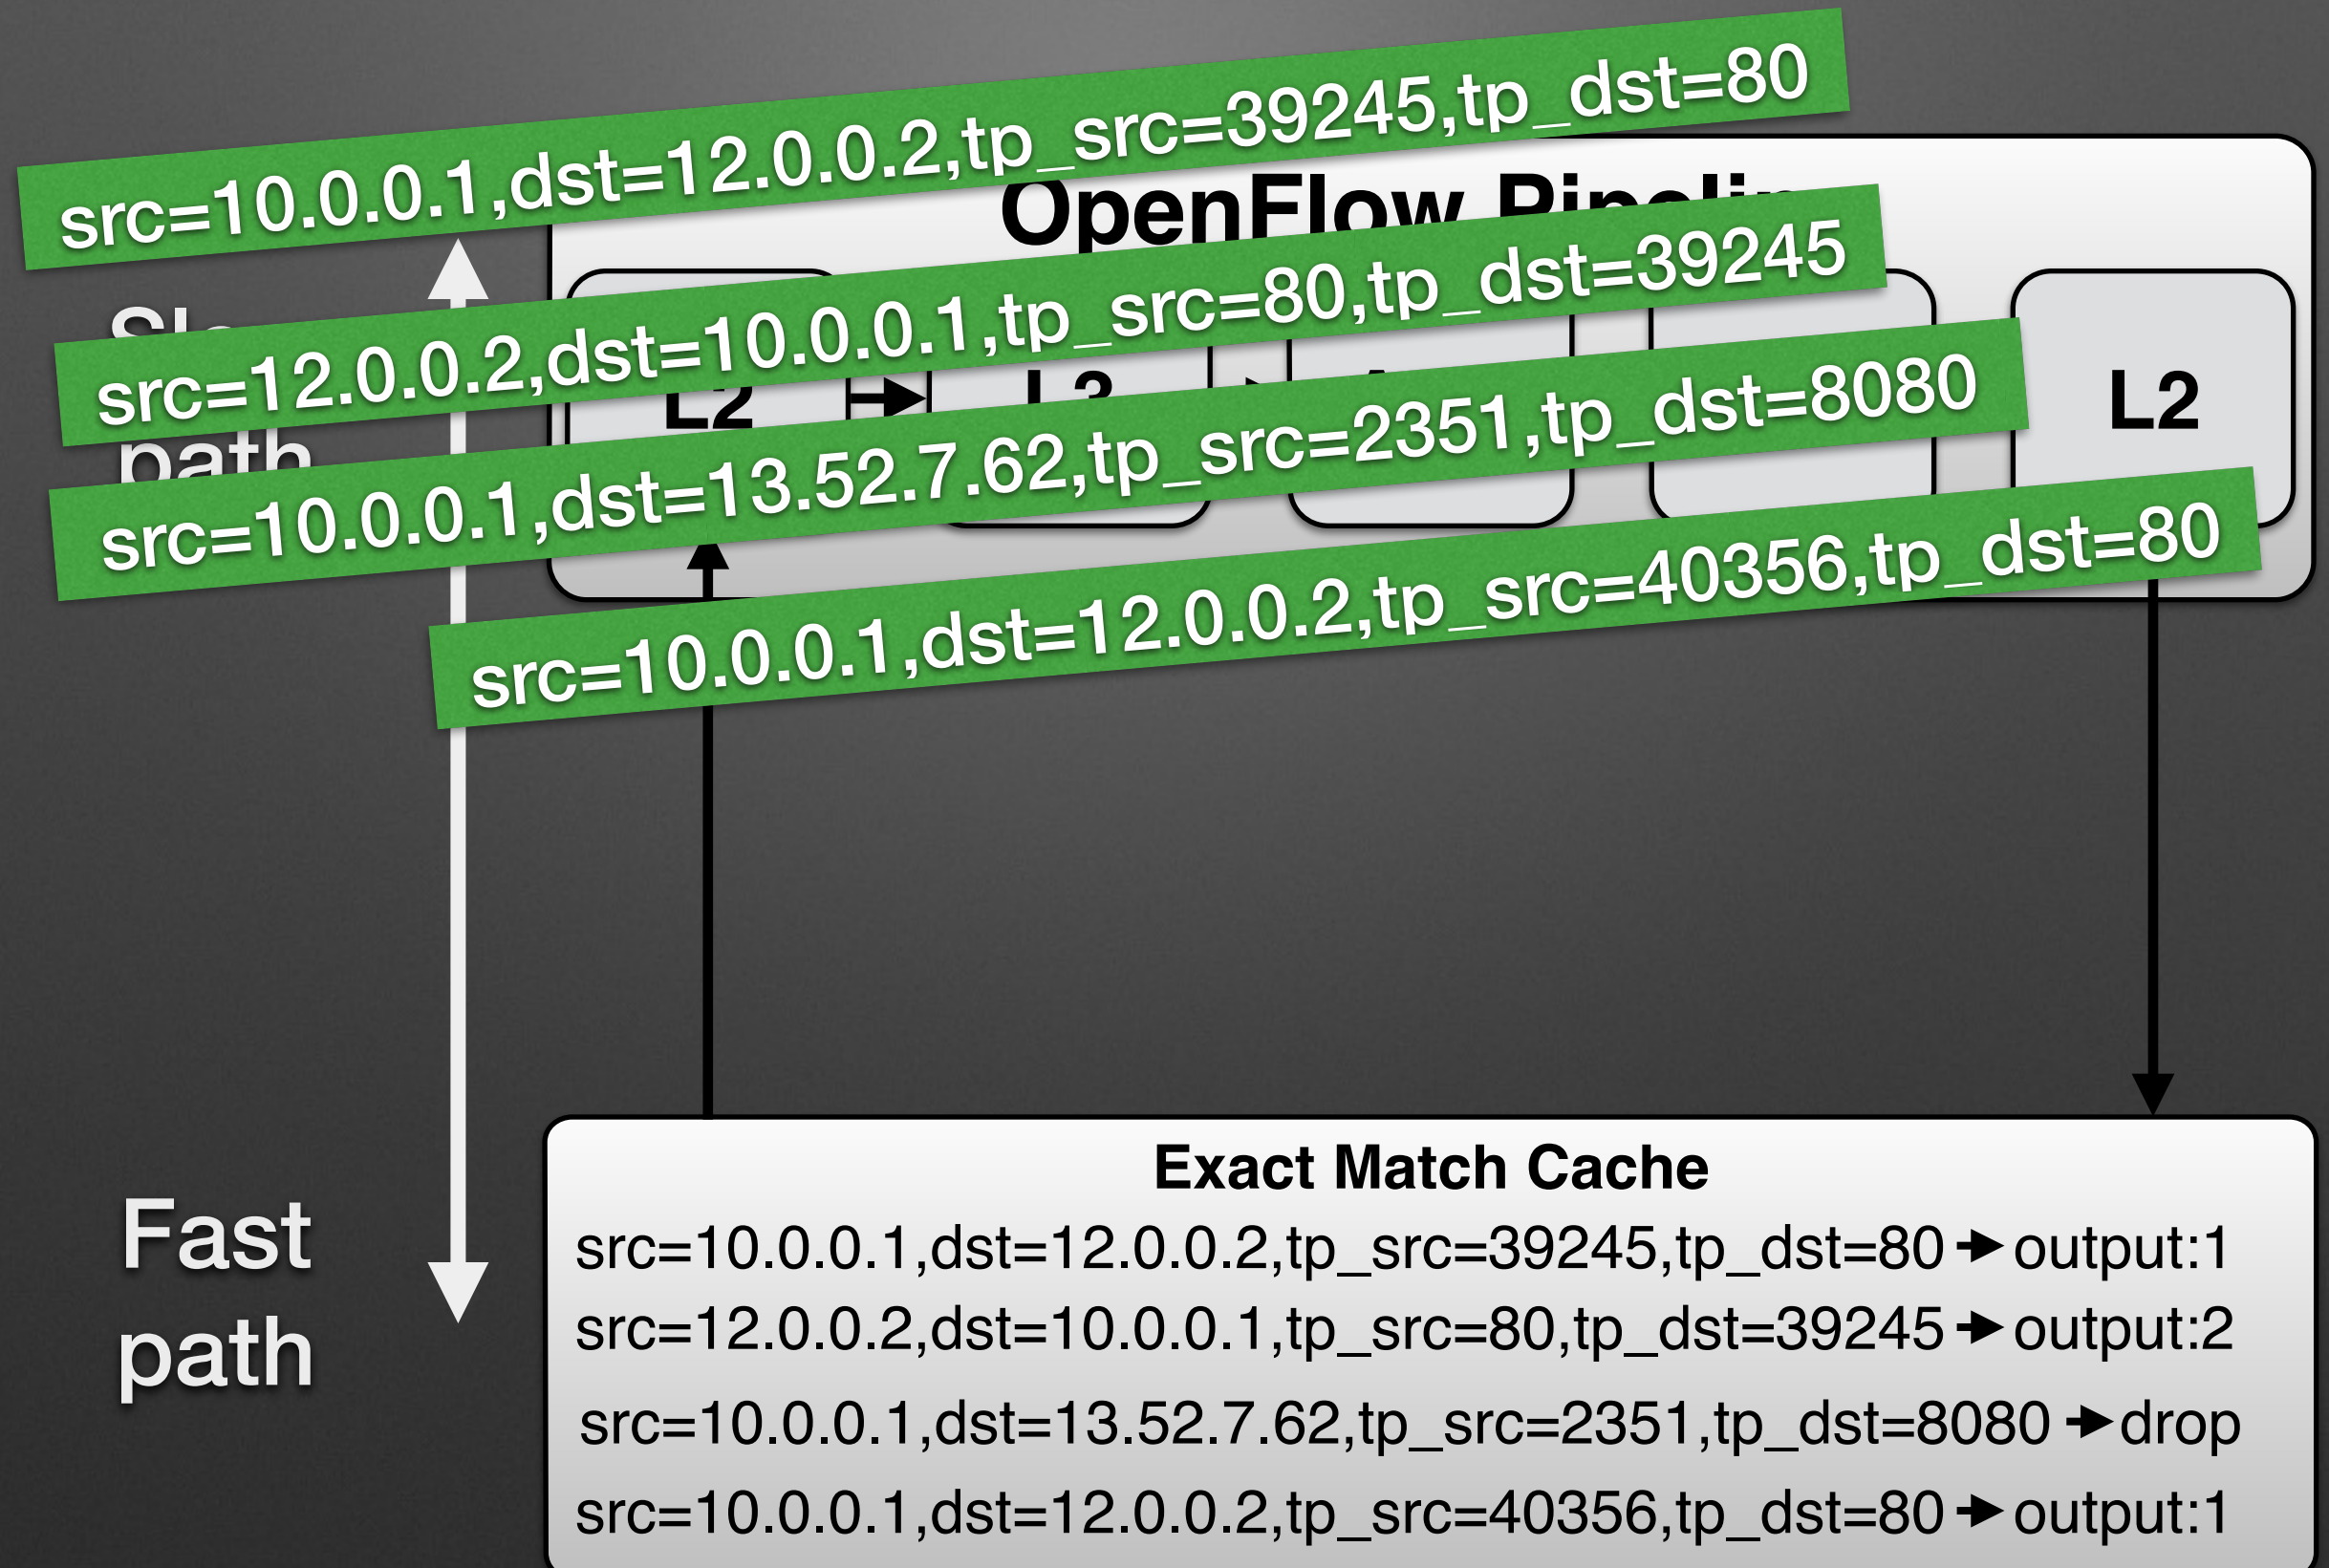 src=10.0.0.1,dst=12.0.0.2,tp_src=39245,tp_dst=80
OpenFlow
src=12.0.0.2,dst=10.0.0.1,tp_src=80,tp_dst=39245
L2
L3
L2
path
src=10.0.0.1,dst=13.52.7.62,tp_src=2351,tp_dst=8080
src=10.0.0.1,dst=12.0.0.2,tp_src=40356,tp_dst=80
Exact Match Cache
Fast
path
src=10.0.0.1,dst=12.0.0.2,tp_src=39245,tp_dst=80 → output:1
src=12.0.0.2,dst=10.0.0.1,tp_src=80,tp_dst=39245 → output:2
src=10.0.0.1,dst=13.52.7.62,tp_src=2351,tp_dst=8080 → drop
src=10.0.0.1,dst=12.0.0.2,tp_src=40356,tp_dst=80 → output:1